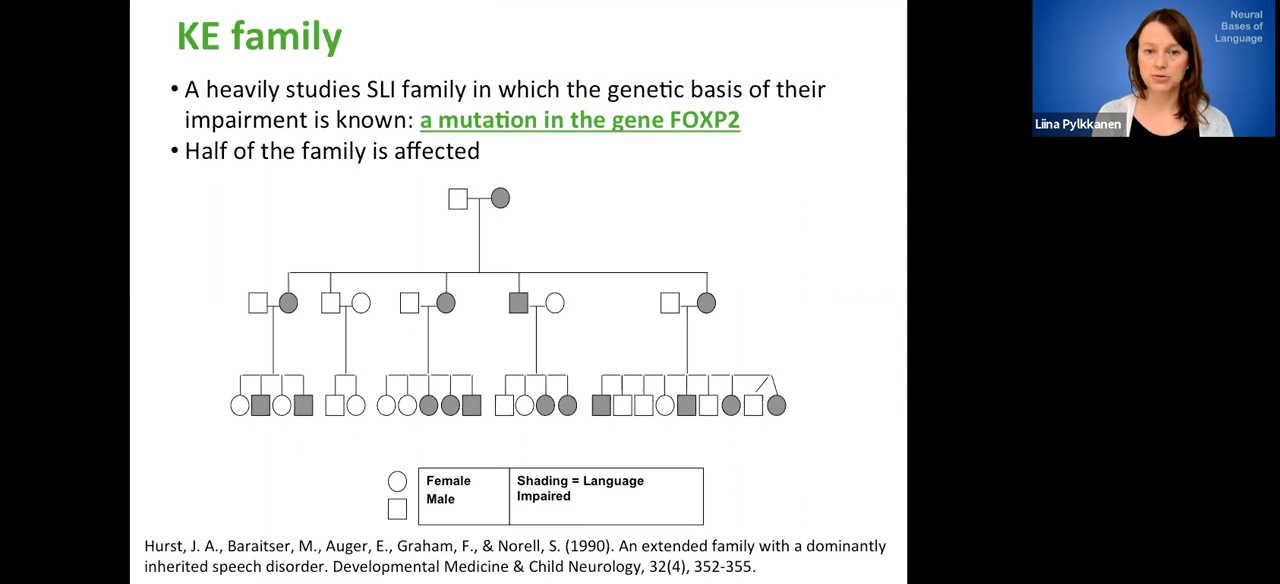 KE family
• A heavily studies SLI family in which the genetic basis of their
impairment is known: a mutation in the gene FOXP2
• Half of the family is affected
Female
Male
Shading = Language
Impaired
Hurst, J. A., Baraitser, M., Auger, E., Graham, F., & Norell, S. (1990). An extended family with a dominantly
inherited speech disorder. Developmental Medicine & Child Neurology, 32(4), 352-355.
Neural
Bases of
Language
Liina Pylkkanen